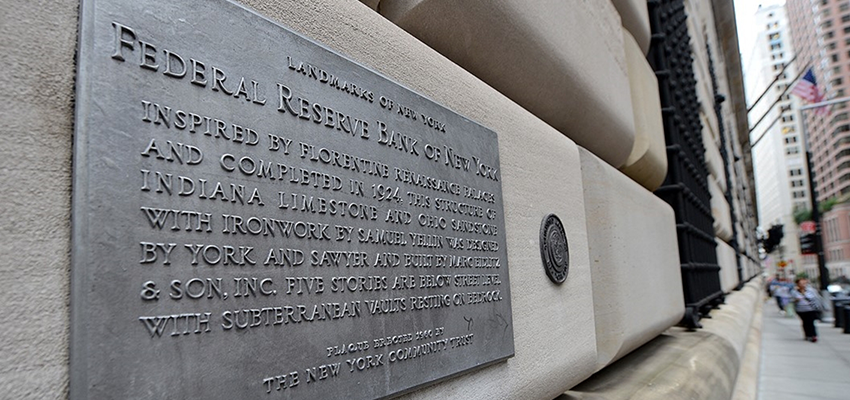 LANDMARKS OF NEW YORK
FEDERAL RESERVE BANK OF NEW YORK
INSPIRED BY FLORENTINE RENAISSANCE PALACES
AND COMPLETED IN 1924, THIS STRUCTURE OF
INDIANA LIMESTONE AND OHIO SANDSTONE
WITH IRONWORK BY SAMUEL YELLIN WAS DESIGNED
BY YORK AND SAWYER AND BUILT BY MARC EIDLITZ
& SON, INC. FIVE STORIES ARE BELOW STREET LEVEL
WITH SUBTERRANEAN VAULTS RESTING ON BEDROCK.
PLAQUE ERECTED BY
THE NEW YORK COMMUNITY TRUST